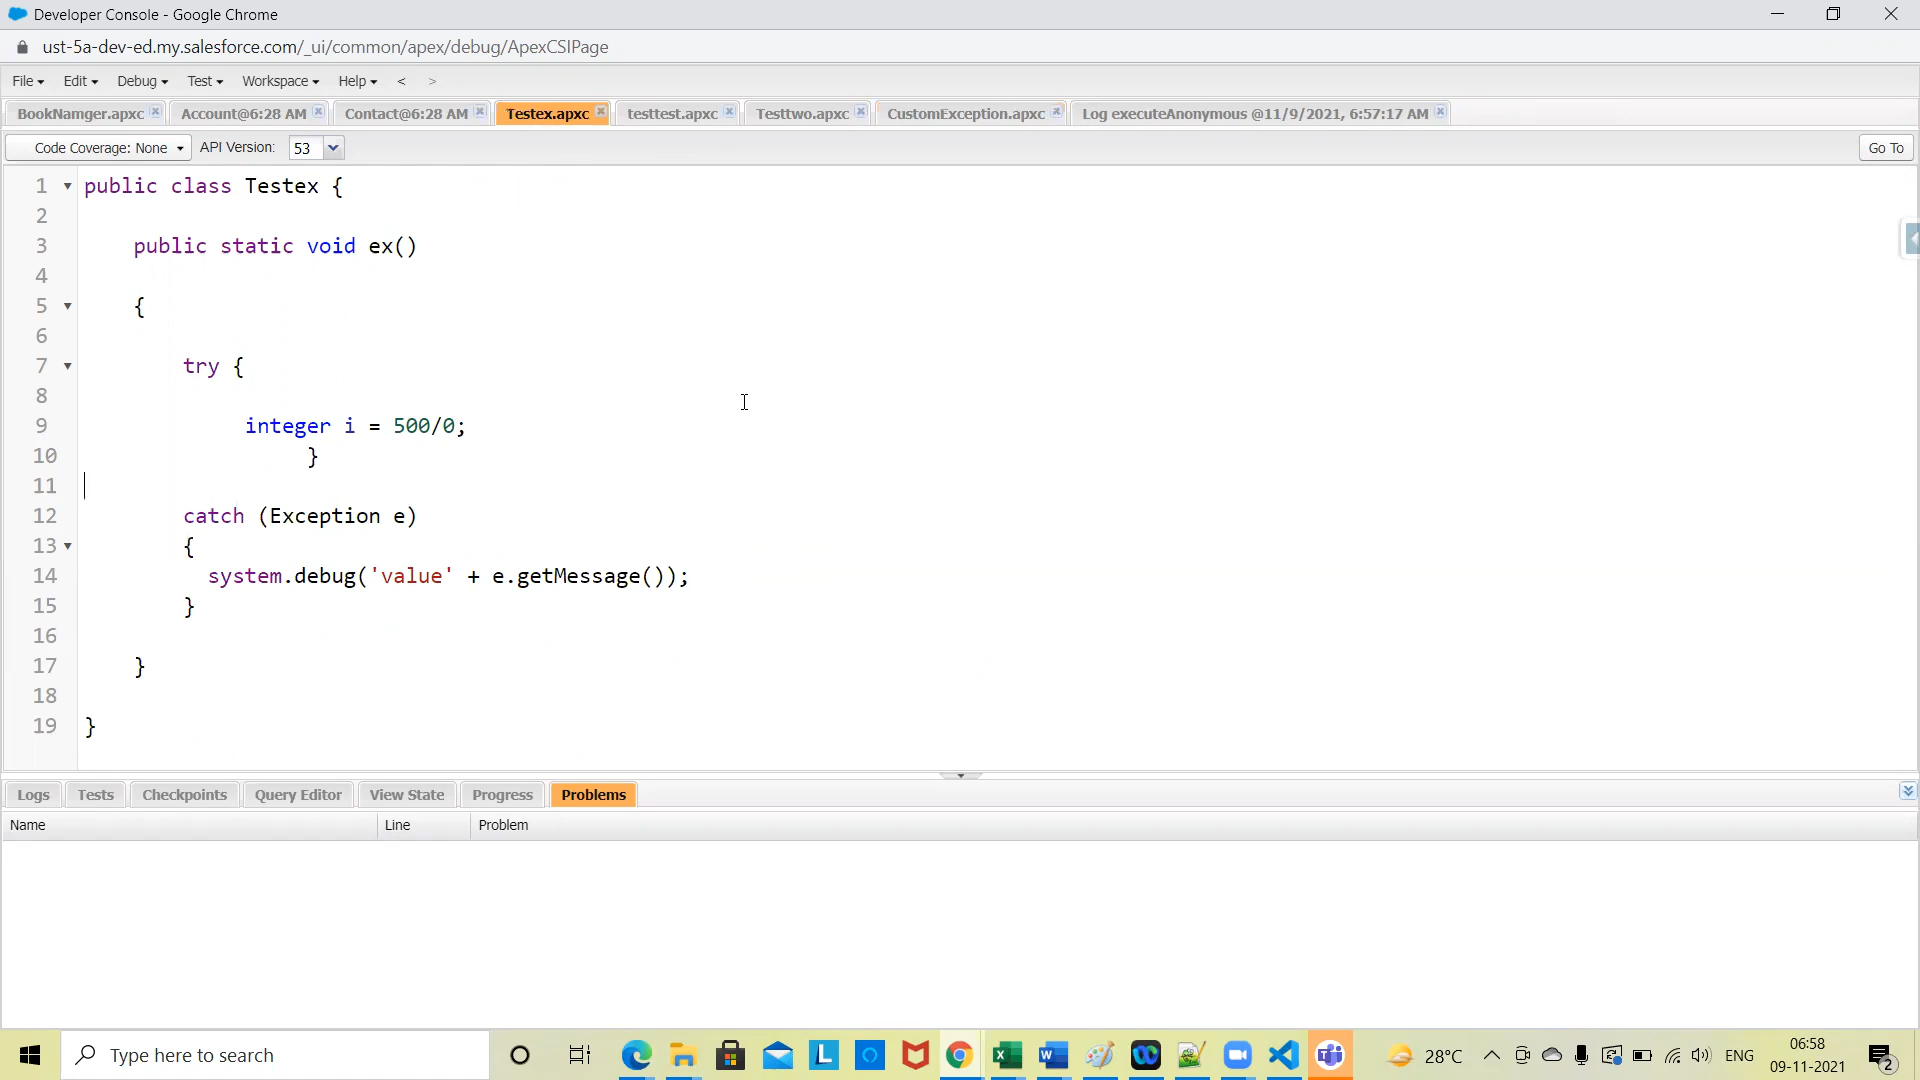 Developer Console - Google Chrome
ust-5a-dev-ed.my.salesforce.com/_ui/common/apex/debug/ApexCSIPage
File Edit Debug Test Workspace Help < >
BookNamger.apxc Account@6:28 AM Contact@6:28 AM Testex.apxc testtest.apxc Testtwo.apxc CustomException.apxc Log executeAnonymous @11/9/2021, 6:57:17 AM
Code Coverage: None API Version: 53 Go To
1 public class Testex {
2
3 public static void ex()
4
5 {
6
7 try {
8
9 integer i = 500/0;
10 }
11
12 catch (Exception e)
13 {
14 system.debug('value' + e.getMessage());
15 }
16
17 }
18
19 }
Logs Tests Checkpoints Query Editor View State Progress Problems
Name Line Problem
Type here to search
28°C ENG
06:58
09-11-2021
2